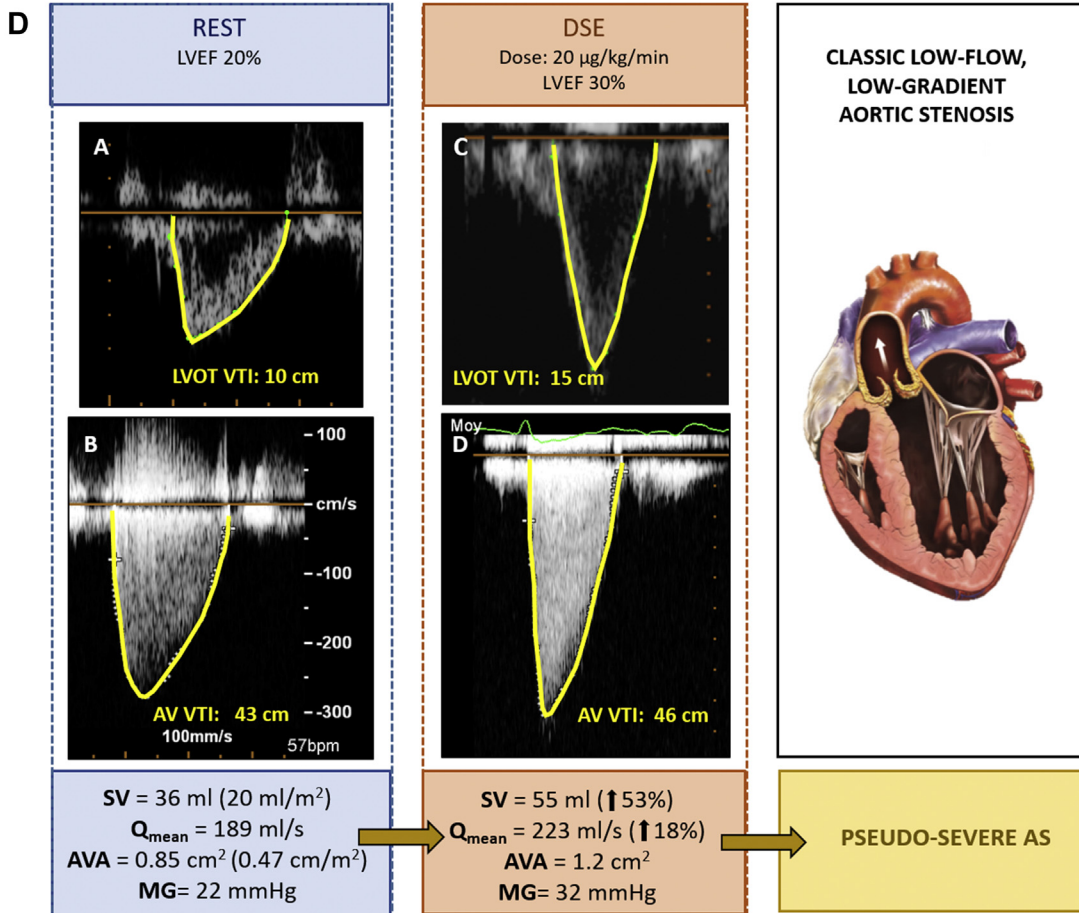 D
REST
LVEF 20%
DSE
Dose: 20 µg/kg/min
LVEF 30%
CLASSIC LOW-FLOW,
LOW-GRADIENT
AORTIC STENOSIS
A
LVOT VTI: 10 cm
C
LVOT VTI: 15 cm
B
100
cm/s
-100
-200
-300
AV VTI: 43 cm
100mm/s
57bpm
Moy
D
AV VTI: 46 cm
SV = 36 ml (20 ml/m²)
Qmean = 189 ml/s
AVA = 0.85 cm² (0.47 cm/m²)
MG= 22 mmHg
SV = 55 ml (⬆53%)
Qmean = 223 ml/s (⬆18%)
AVA = 1.2 cm²
MG= 32 mmHg
PSEUDO-SEVERE AS